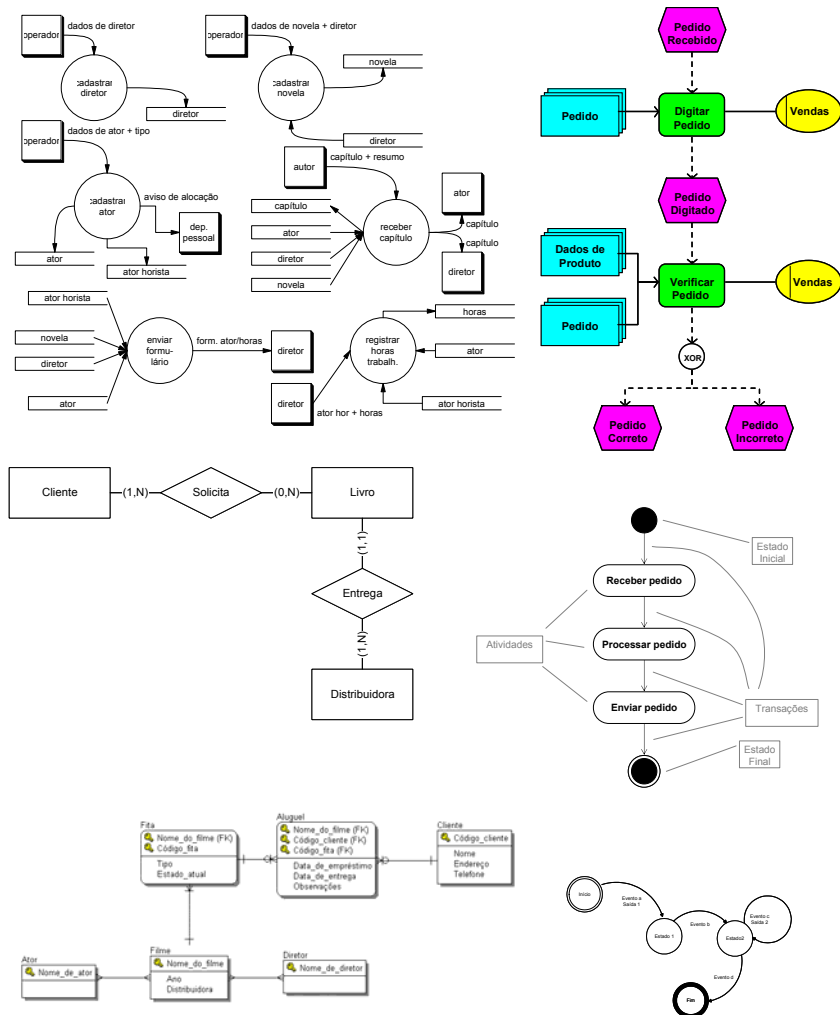 operador
dados de diretor
cadastrar
diretor
diretor
operador
dados de novela + diretor
cadastrar
novela
novela
diretor
operador
dados de ator + tipo
cadastrar
ator
aviso de alocação
dep.
pessoal
ator
ator horista
autor
capítulo + resumo
capítulo
ator
diretor
novela
receber
capítulo
ator
capítulo
capítulo
diretor
ator horista
novela
diretor
ator
enviar
formu-
lário
form. ator/horas
diretor
diretor
ator hor + horas
registrar
horas
trabalh.
horas
ator
ator horista
Pedido
Recebido
Pedido
Digitar
Pedido
Vendas
Pedido
Digitado
Dados de
Produto
Pedido
Verificar
Pedido
Vendas
XOR
Pedido
Correto
Pedido
Incorreto
Cliente
(1,N)
Solicita
(0,N)
Livro
(1,1)
Entrega
(1,N)
Distribuidora
Estado
Inicial
Receber pedido
Atividades
Processar pedido
Enviar pedido
Transações
Estado
Final
Fita
Nome_do_filme (FK)
Código_fita
Tipo
Estado_atual
Aluguel
Nome_do_filme (FK)
Código_cliente (FK)
Código_fita (FK)
Data_de_empréstimo
Data_de_entrega
Observações
Cliente
Código_cliente
Nome
Endereço
Telefone
Ator
Nome_de_ator
Filme
Nome_do_filme
Ano
Distribuidora
Diretor
Nome_de_diretor
Início
Evento a
Saída 1
Estado 1
Evento b
Estado2
Evento c
Saída 2
Evento d
Fim